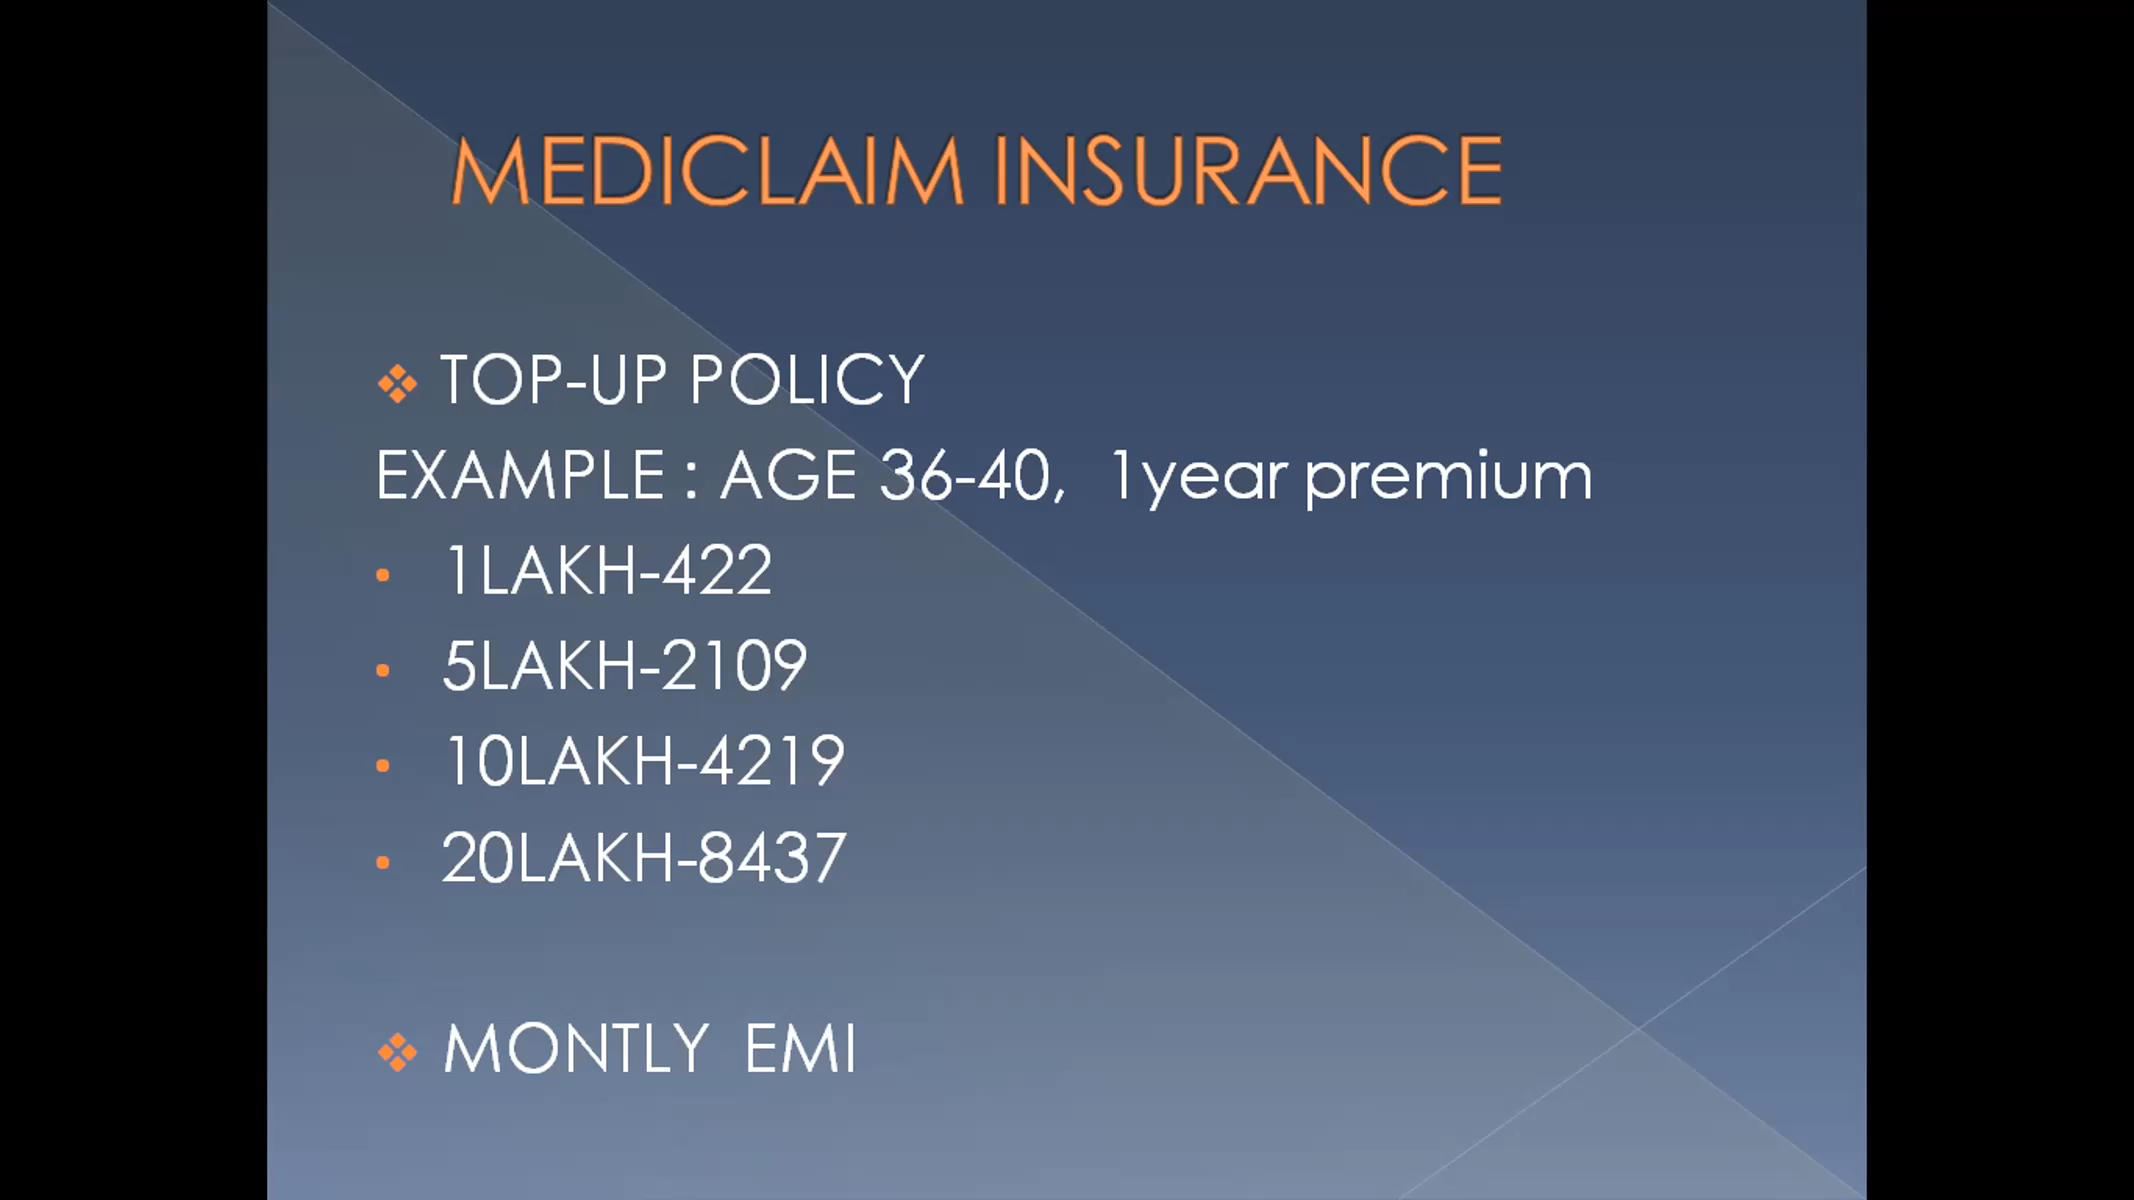 MEDICLAIM INSURANCE
TOP-UP POLICY
EXAMPLE : AGE 36-40, 1year premium
1LAKH-422
5LAKH-2109
10LAKH-4219
20LAKH-8437
MONTLY EMI